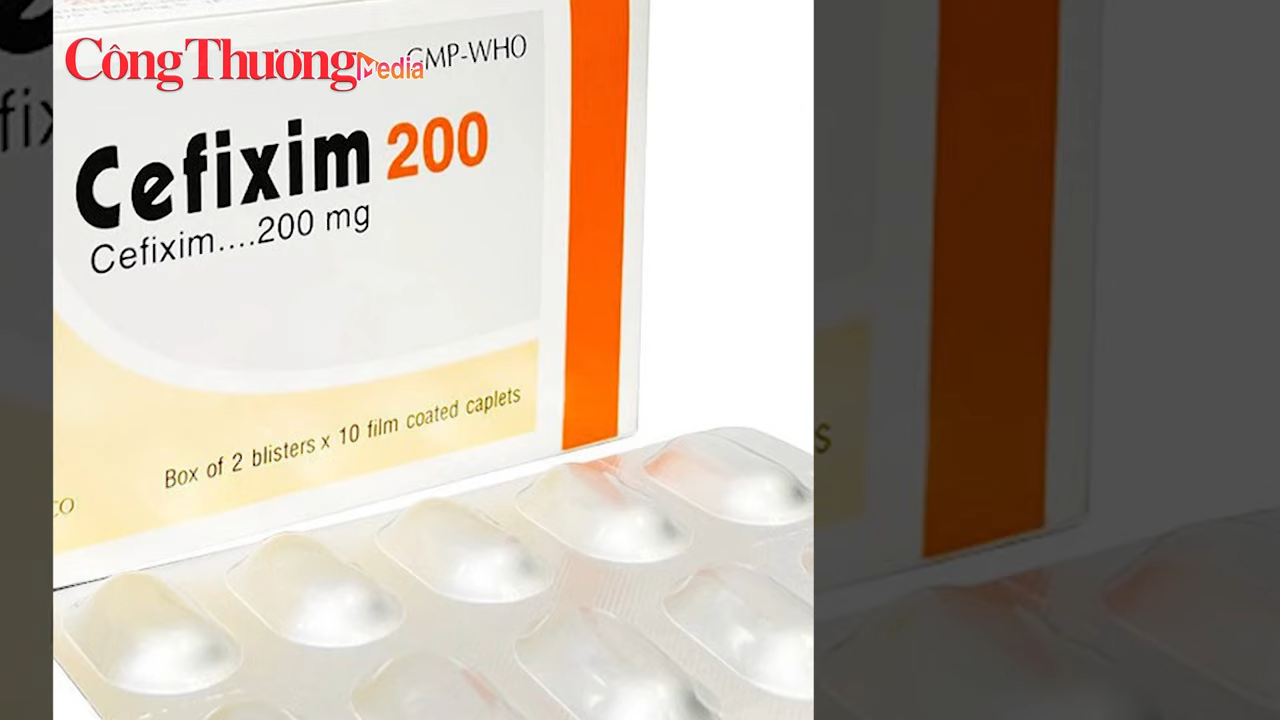 Công Thương Media
GMP-WHO
Cefixim 200
Cefixim....200 mg
Box of 2 blisters x 10 film coated caplets